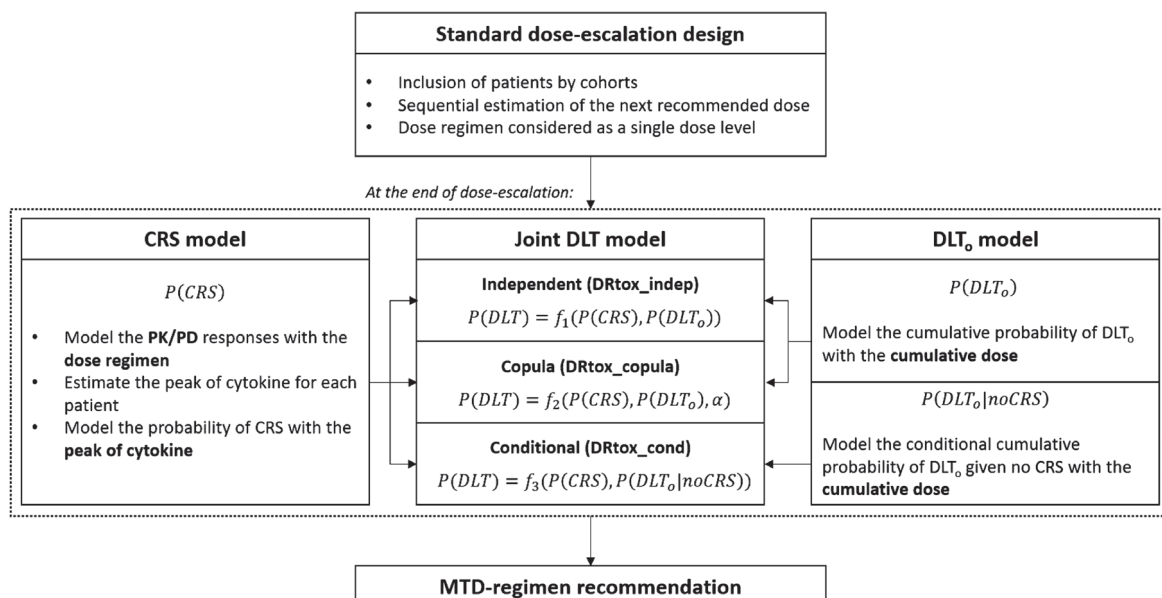 Standard dose-escalation design
• Inclusion of patients by cohorts
• Sequential estimation of the next recommended dose
• Dose regimen considered as a single dose level
At the end of dose-escalation:
CRS model
P(CRS)
• Model the PK/PD responses with the
dose regimen
• Estimate the peak of cytokine for each
patient
• Model the probability of CRS with the
peak of cytokine
Joint DLT model
Independent (DRtox_indep)
P(DLT) = f₁(P(CRS), P(DLTₒ))
Copula (DRtox_copula)
P(DLT) = f₂(P(CRS), P(DLTₒ), α)
Conditional (DRtox_cond)
P(DLT) = f₃(P(CRS), P(DLTₒ|noCRS))
DLTₒ model
P(DLTₒ)
Model the cumulative probability of DLTₒ
with the cumulative dose
P(DLTₒ|noCRS)
Model the conditional cumulative
probability of DLTₒ given no CRS with the
cumulative dose
MTD-regimen recommendation